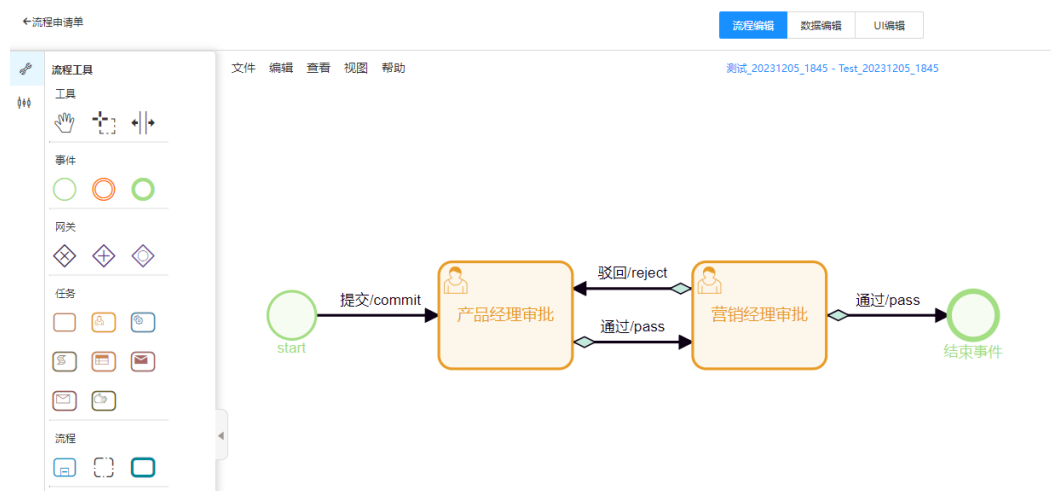 ←流程申请单
流程编辑 数据编辑 UI编辑
流程工具
文件 编辑 查看 视图 帮助
测试_20231205_1845 - Test_20231205_1845
工具
事件
网关
任务
流程
start
提交/commit
产品经理审批
驳回/reject
通过/pass
营销经理审批
通过/pass
结束事件